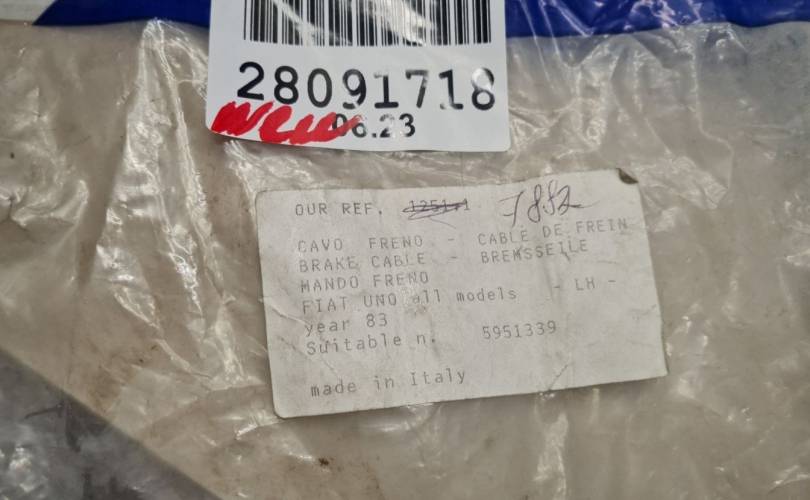 28091718
New 06.23
OUR REF. 7882
CAVO FRENO - CABLE DE FREIN
BRAKE CABLE - BREMSSEILE
MANDO FRENO
FIAT UNO all models - LH -
year 83
Suitable n. 5951339
made in Italy